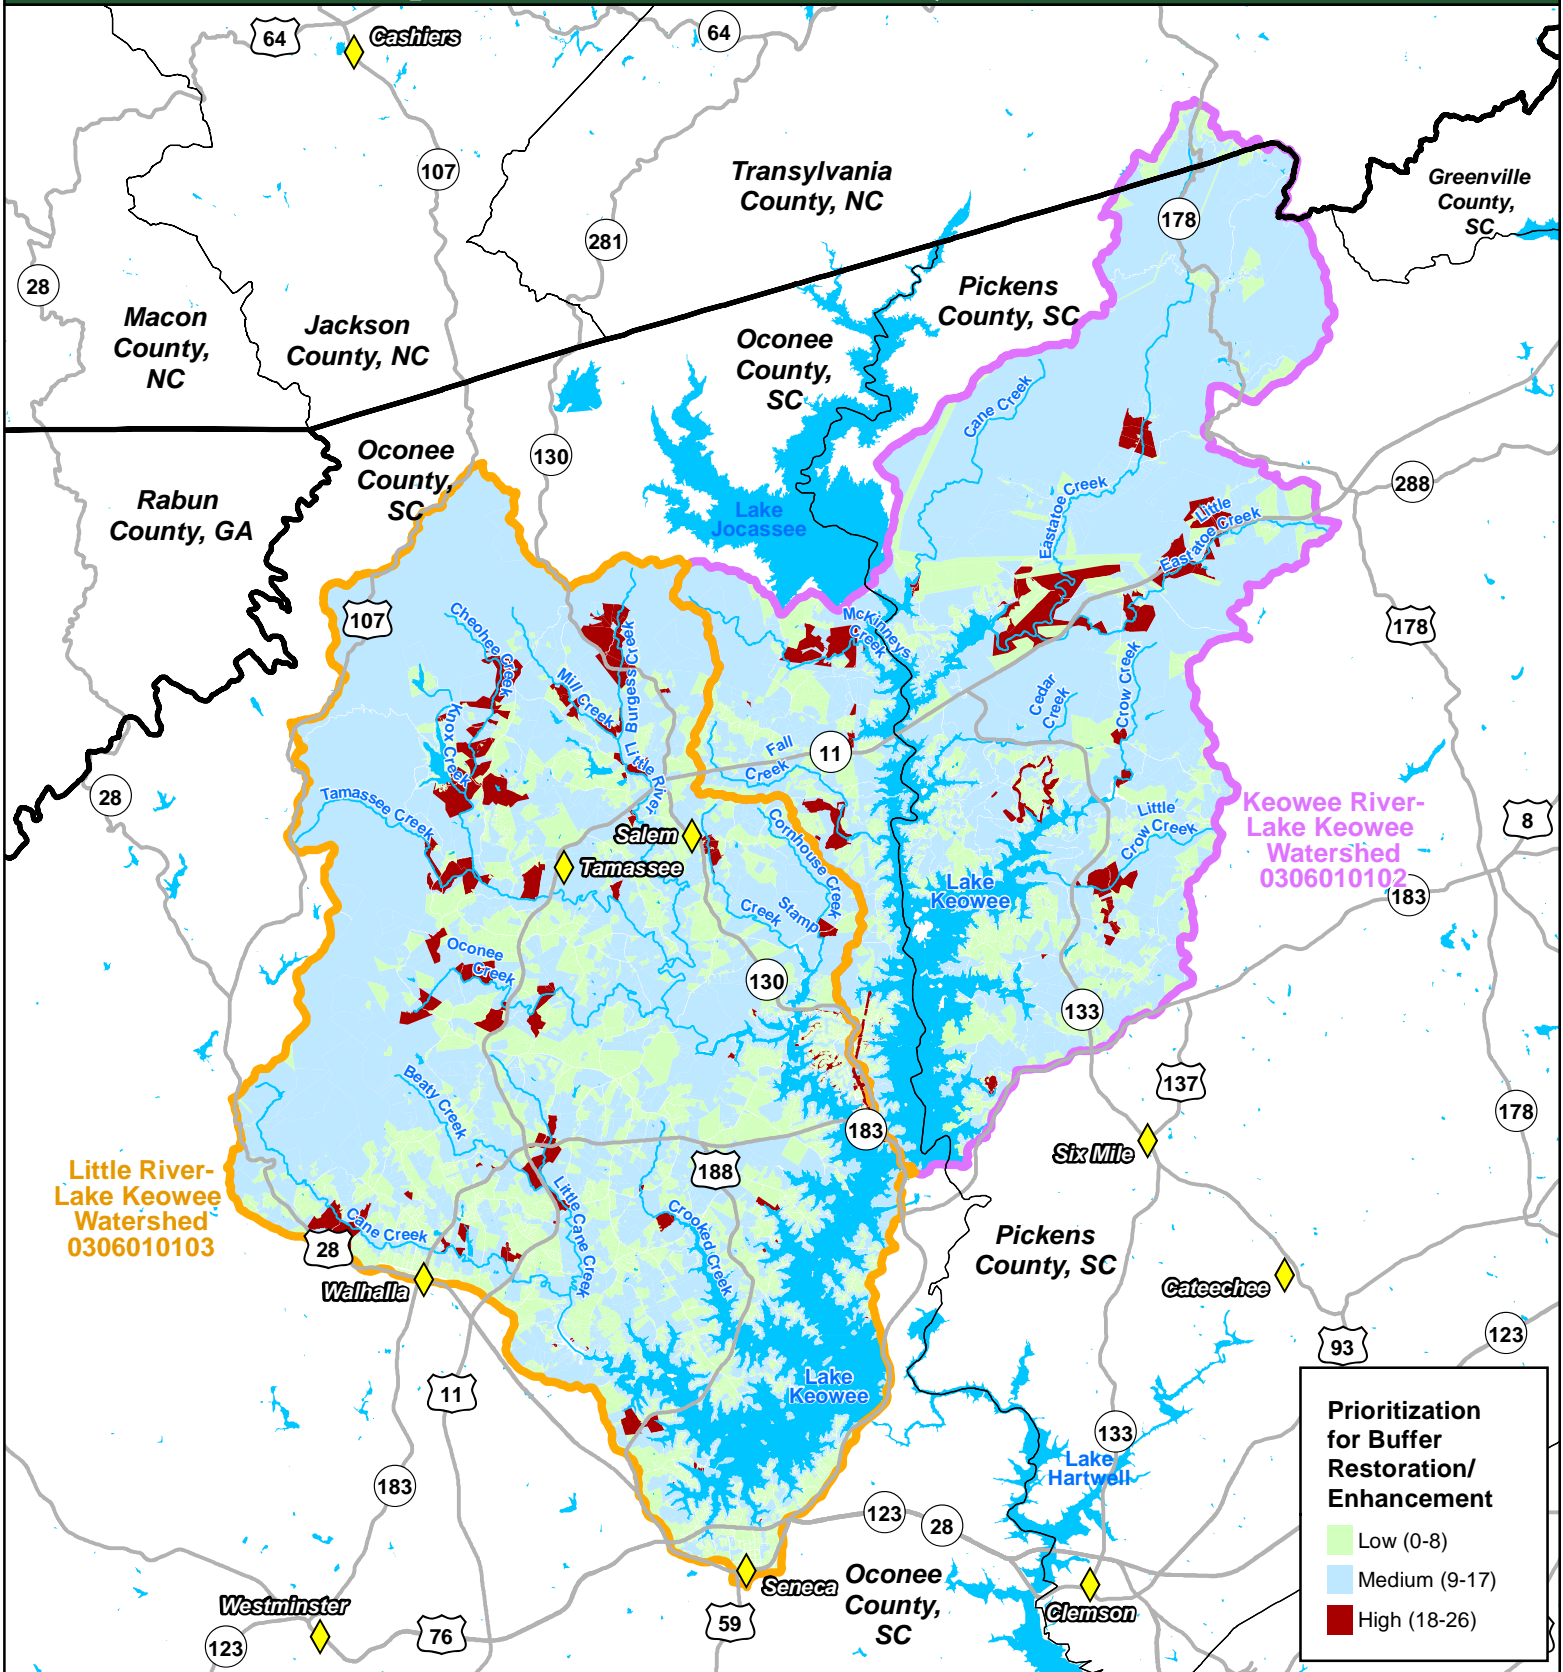 64
Cashiers
64
107
Transylvania
County, NC
Greenville
County,
SC
178
281
28
Macon
County,
NC
Jackson
County, NC
Pickens
County, SC
Oconee
County,
SC
Cane Creek
130
Oconee
County,
SC
Rabun
County, GA
288
Lake
Jocassee
Eastatoe Creek
Little
Eastatoe Creek
107
Cheohee Creek
Mill Creek
Burgess Creek
McKinneys
Creek
178
Knox Creek
Little River
Cedar
Creek
Crow Creek
Fall
Creek
11
28
Tamassee Creek
Salem
Tamassee
Cornhouse Creek
Little
Crow Creek
Keowee River-
Lake Keowee
Watershed
0306010102
8
183
Lake
Keowee
Stamp
Creek
Oconee
Creek
130
133
Beaty Creek
137
178
183
Six Mile
188
Little River-
Lake Keowee
Watershed
0306010103
Little Cane Creek
Crooked Creek
Cane Creek
28
Walhalla
Pickens
County, SC
Cateechee
123
93
11
Lake
Keowee
133
Lake
Hartwell
183
123
28
Seneca
Oconee
County,
SC
Clemson
Westminster
123
76
59
Prioritization
for Buffer
Restoration/
Enhancement
Low (0-8)
Medium (9-17)
High (18-26)